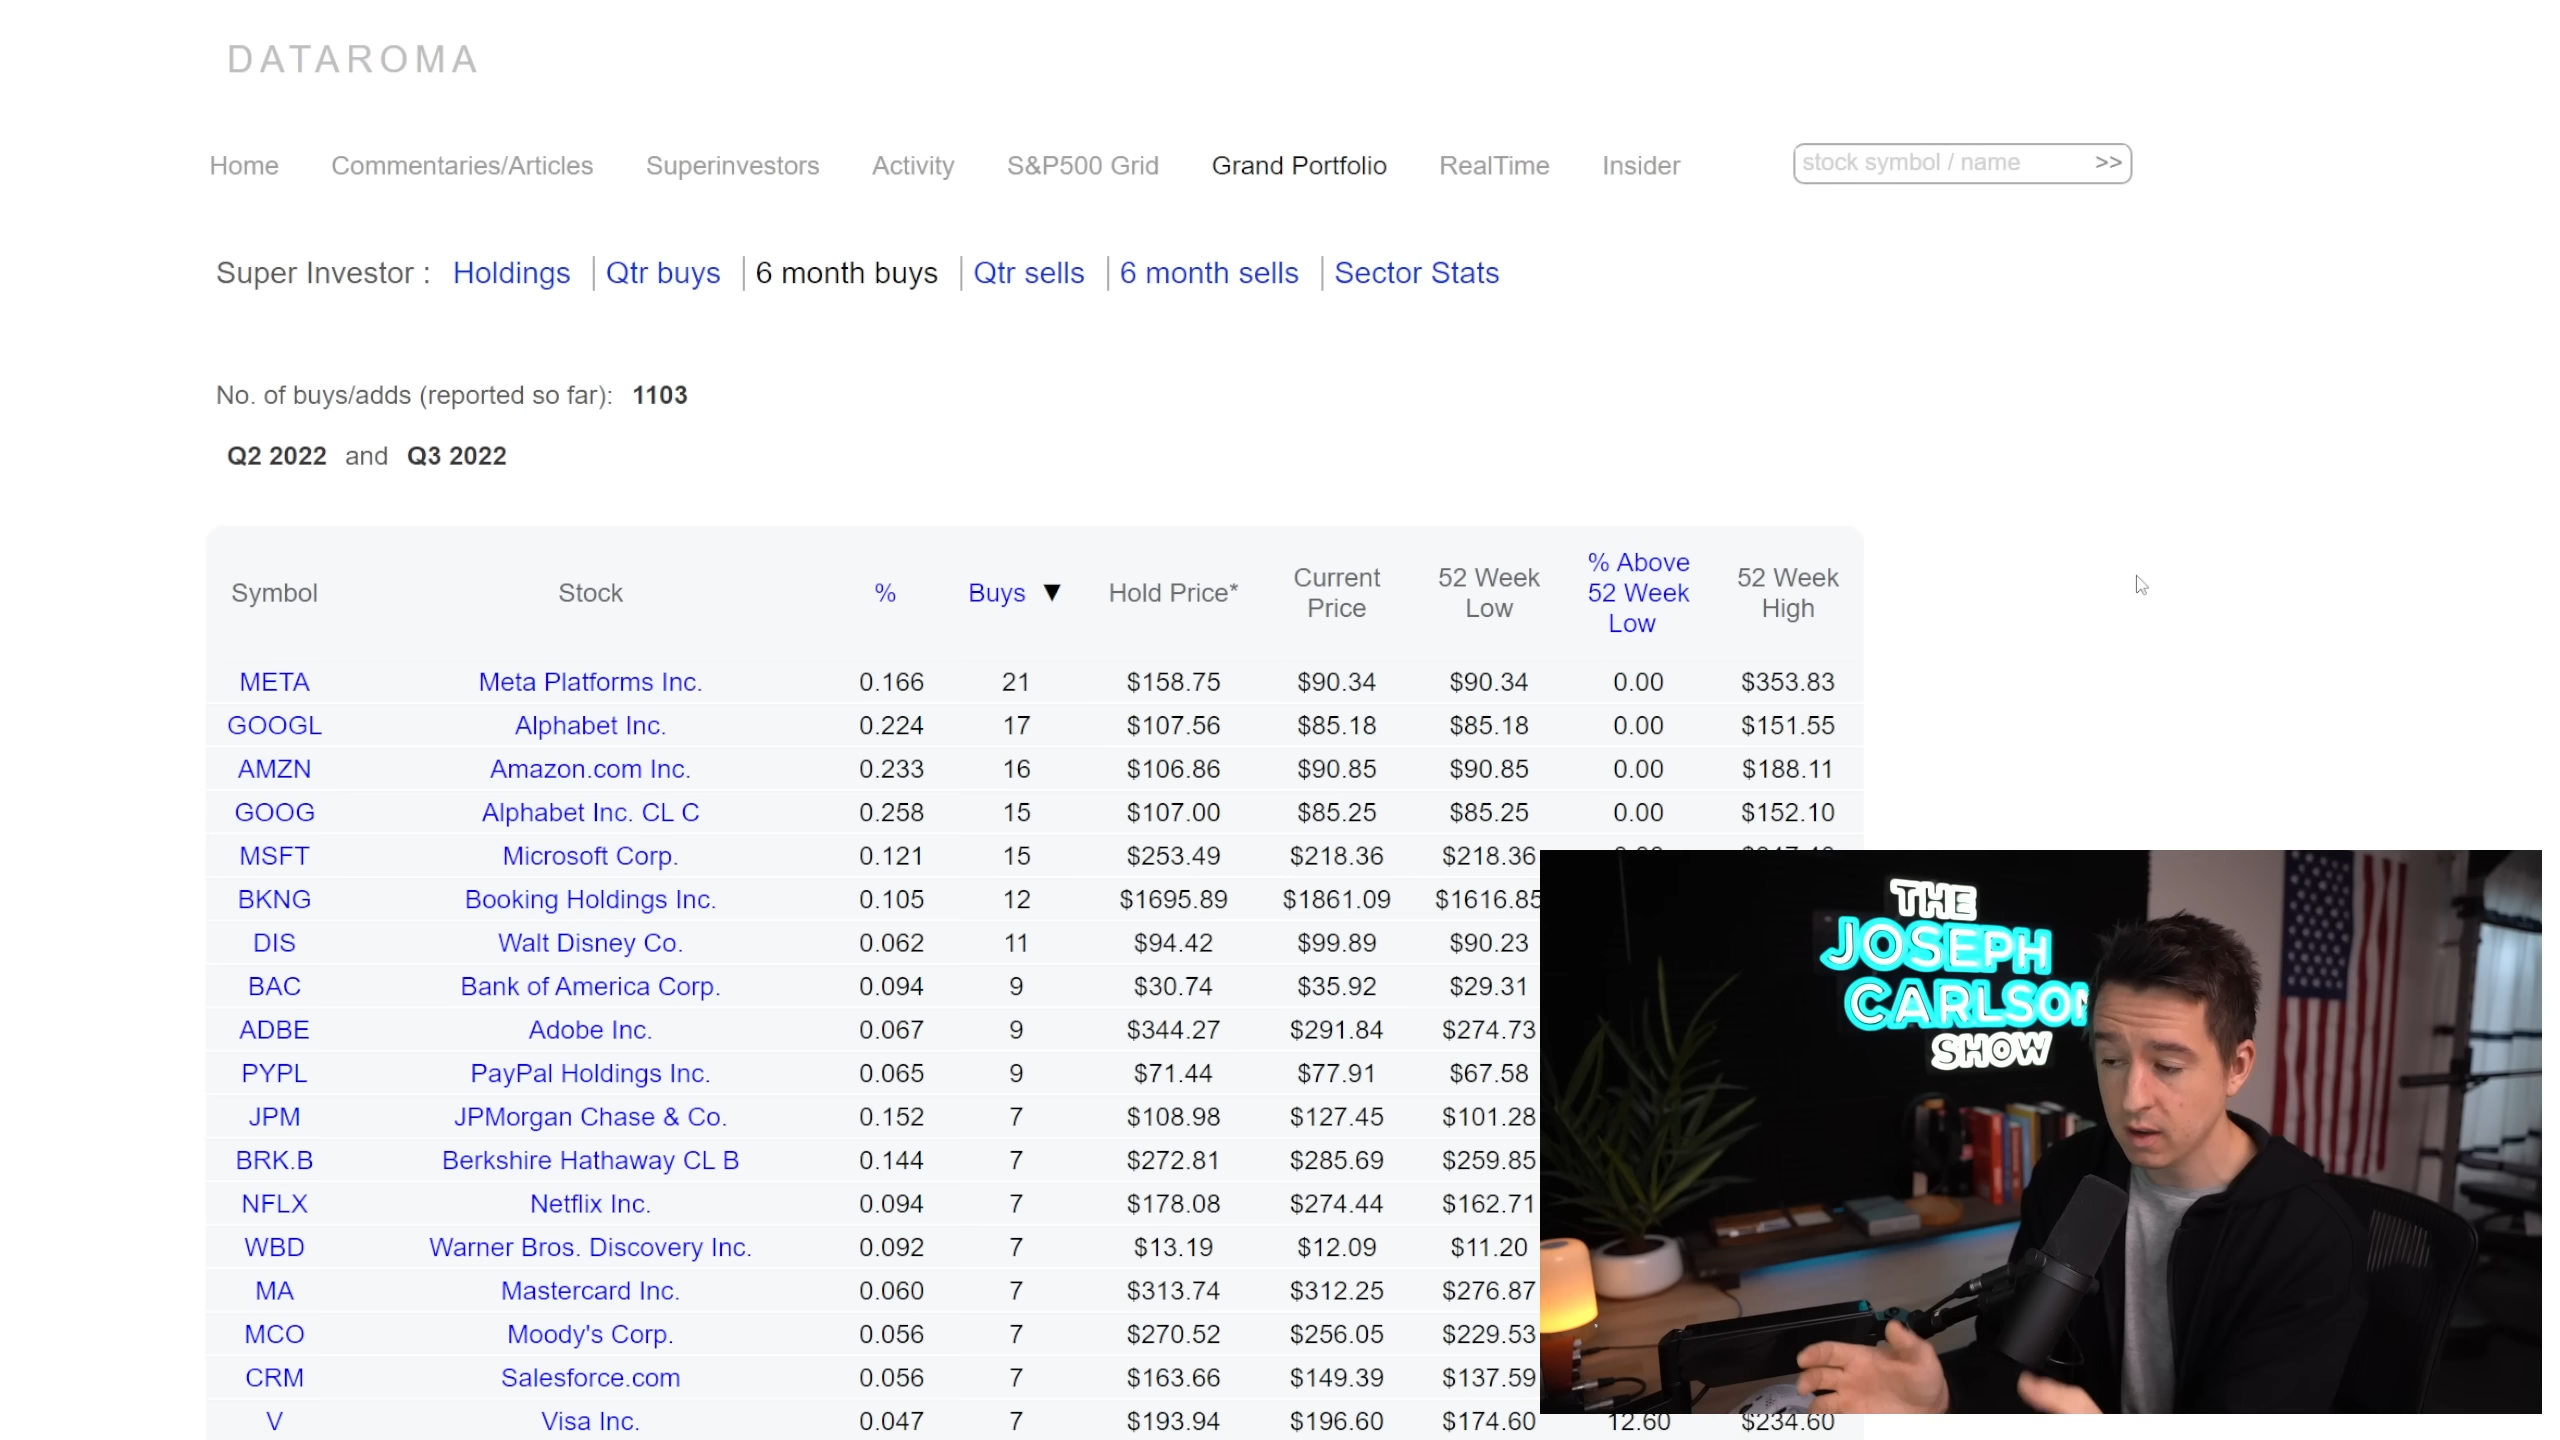 DATAROMA
Home Commentaries/Articles Superinvestors Activity S&P500 Grid Grand Portfolio RealTime Insider stock symbol / name >>
Super Investor : Holdings Qtr buys 6 month buys Qtr sells 6 month sells Sector Stats
No. of buys/adds (reported so far): 1103
Q2 2022 and Q3 2022
Symbol Stock % Buys ▼ Hold Price* Current Price 52 Week Low % Above 52 Week Low 52 Week High
META Meta Platforms Inc. 0.166 21 $158.75 $90.34 $90.34 0.00 $353.83
GOOGL Alphabet Inc. 0.224 17 $107.56 $85.18 $85.18 0.00 $151.55
AMZN Amazon.com Inc. 0.233 16 $106.86 $90.85 $90.85 0.00 $188.11
GOOG Alphabet Inc. CL C 0.258 15 $107.00 $85.25 $85.25 0.00 $152.10
MSFT Microsoft Corp. 0.121 15 $253.49 $218.36 $218.36
BKNG Booking Holdings Inc. 0.105 12 $1695.89 $1861.09 $1616.85
DIS Walt Disney Co. 0.062 11 $94.42 $99.89 $90.23
BAC Bank of America Corp. 0.094 9 $30.74 $35.92 $29.31
ADBE Adobe Inc. 0.067 9 $344.27 $291.84 $274.73
PYPL PayPal Holdings Inc. 0.065 9 $71.44 $77.91 $67.58
JPM JPMorgan Chase & Co. 0.152 7 $108.98 $127.45 $101.28
BRK.B Berkshire Hathaway CL B 0.144 7 $272.81 $285.69 $259.85
NFLX Netflix Inc. 0.094 7 $178.08 $274.44 $162.71
WBD Warner Bros. Discovery Inc. 0.092 7 $13.19 $12.09 $11.20
MA Mastercard Inc. 0.060 7 $313.74 $312.25 $276.87
MCO Moody's Corp. 0.056 7 $270.52 $256.05 $229.53
CRM Salesforce.com 0.056 7 $163.66 $149.39 $137.59
V Visa Inc. 0.047 7 $193.94 $196.60 $174.60 12.60 $234.60
THE
JOSEPH
CARLSON
SHOW